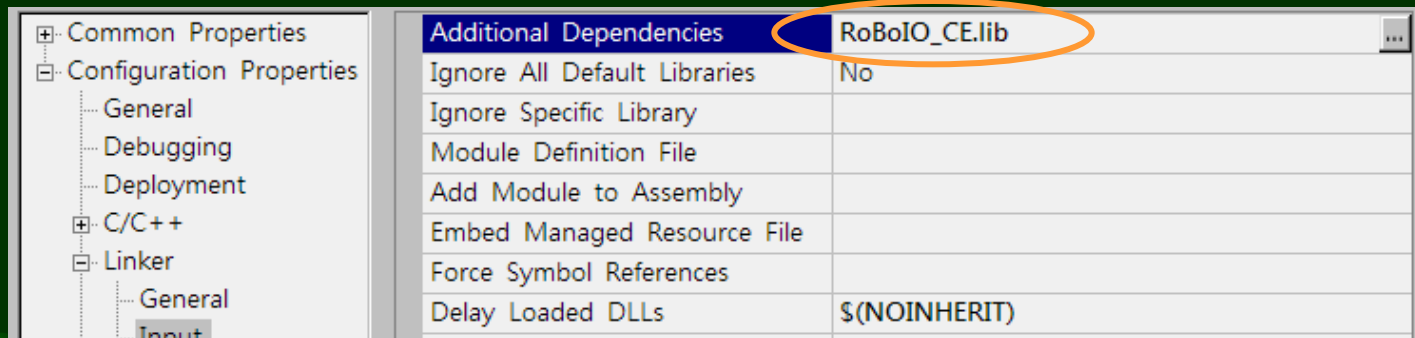 Common Properties
Configuration Properties
General
Debugging
Deployment
C/C++
Linker
General
Input
Additional Dependencies RoBoIO_CE.lib ...
Ignore All Default Libraries No
Ignore Specific Library
Module Definition File
Add Module to Assembly
Embed Managed Resource File
Force Symbol References
Delay Loaded DLLs $(NOINHERIT)